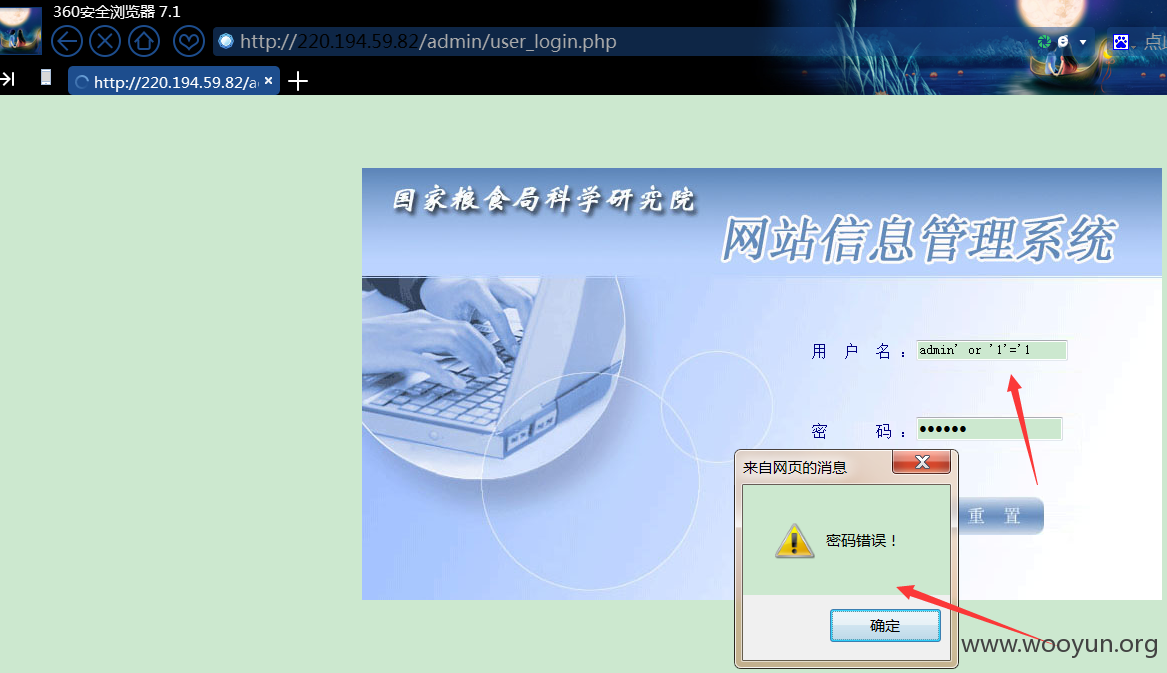 360安全浏览器 7.1
http://220.194.59.82/admin/user_login.php
http://220.194.59.82/a
国家粮食局科学研究院
网站信息管理系统
用 户 名：admin' or '1'='1
密 码：••••••
来自网页的消息
重 置
密码错误！
确定
www.wooyun.org